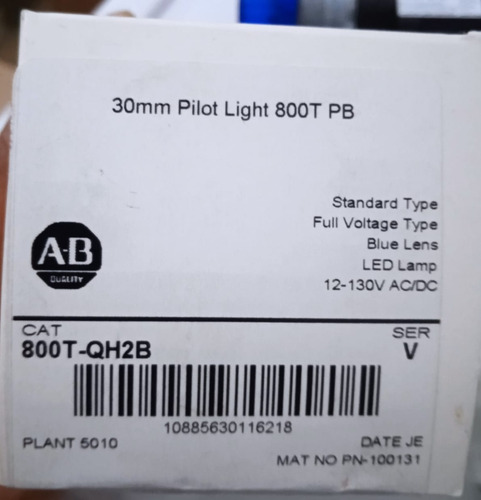 30mm Pilot Light 800T PB
Standard Type
Full Voltage Type
Blue Lens
LED Lamp
12-130V AC/DC
A-B
QUALITY
CAT
SER
800T-QH2B
V
10885630116218
PLANT 5010
DATE JE
MAT NO PN-100131